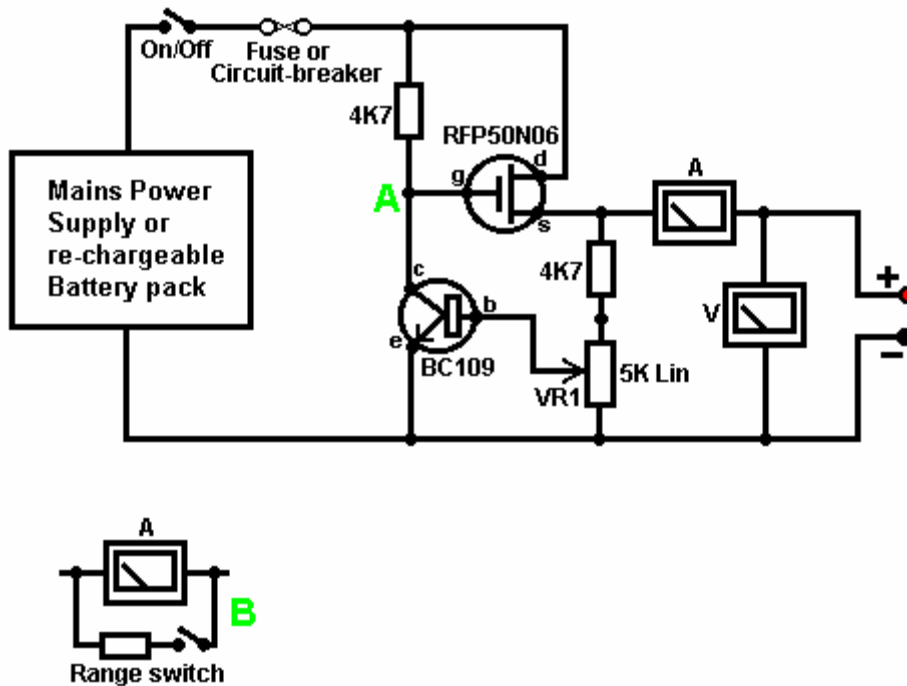 On/Off
Fuse or
Circuit-breaker
4K7
RFP50N06
d
A
g
A
s
Mains Power
Supply or
re-chargeable
Battery pack
c
4K7
+
b
V
e
−
BC109
VR1
5K Lin
A
B
Range switch